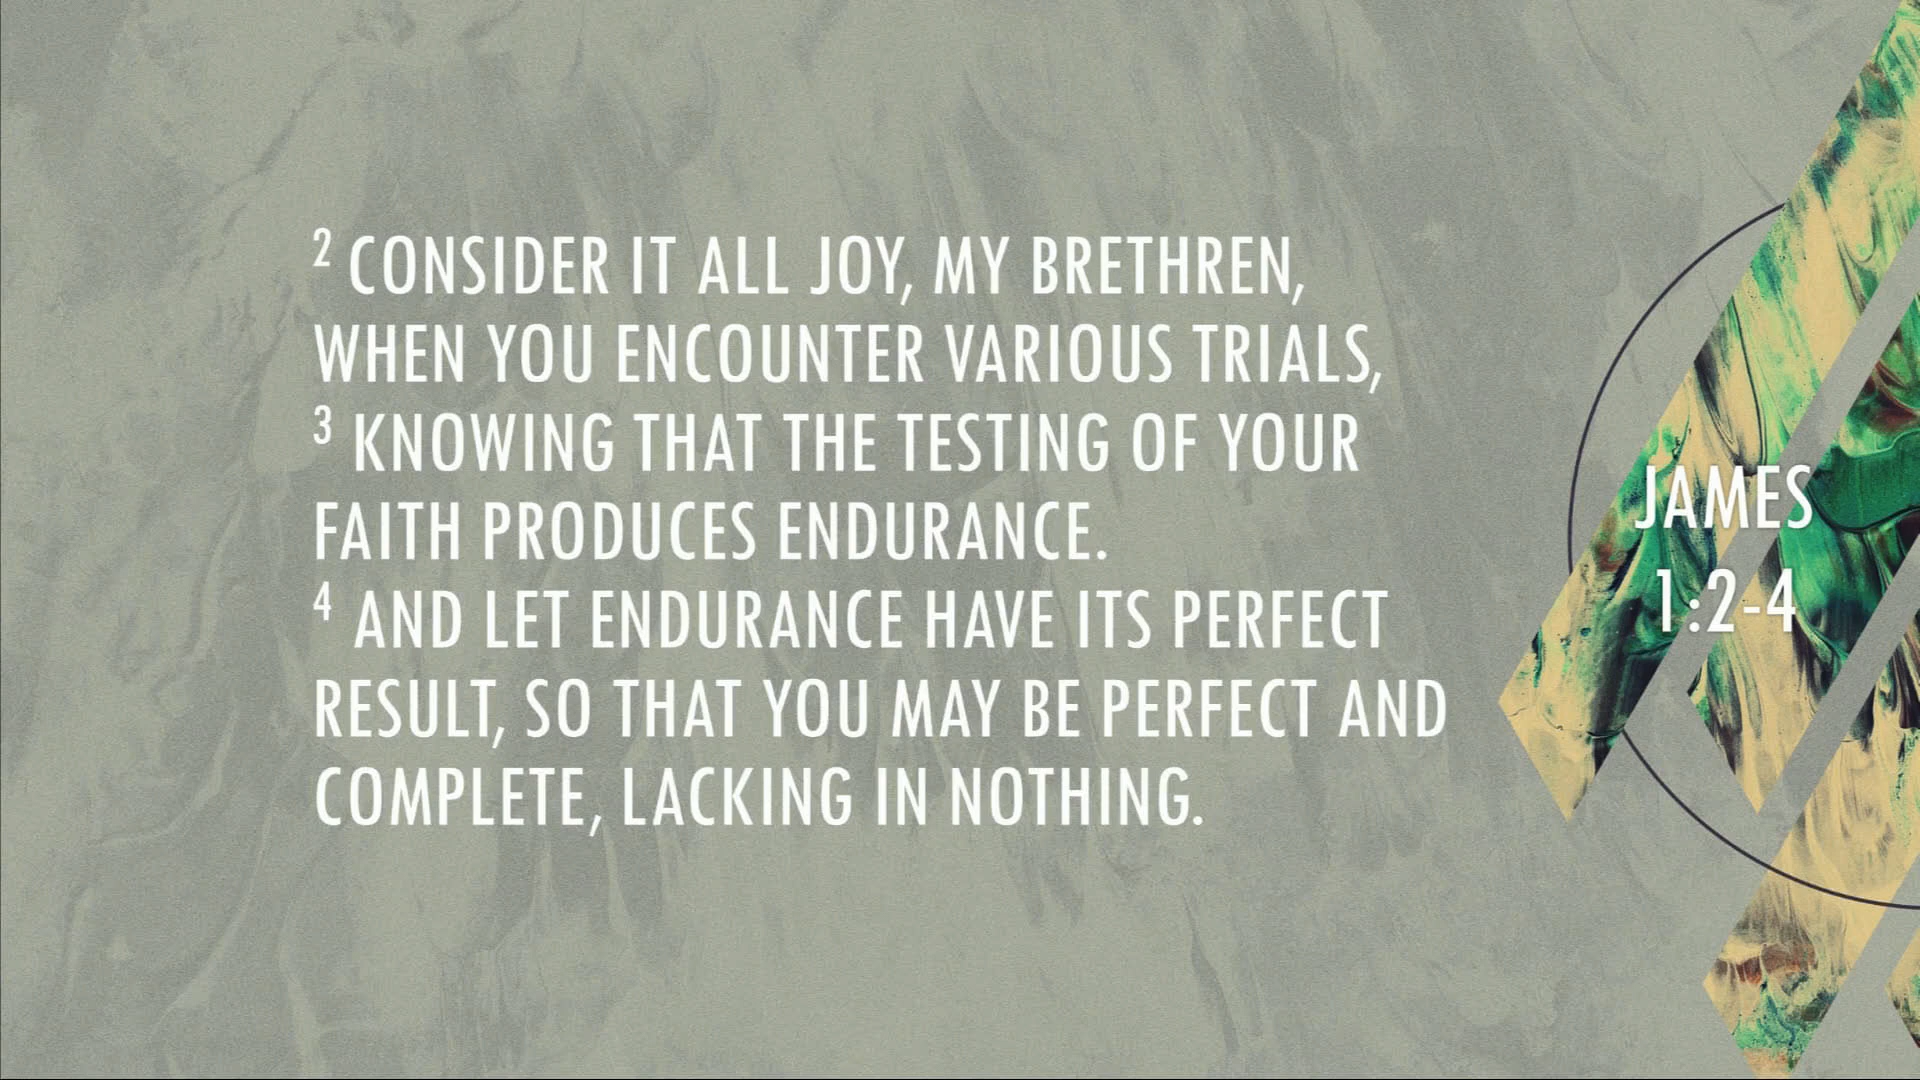 2 CONSIDER IT ALL JOY, MY BRETHREN,
WHEN YOU ENCOUNTER VARIOUS TRIALS,
3 KNOWING THAT THE TESTING OF YOUR
FAITH PRODUCES ENDURANCE.
4 AND LET ENDURANCE HAVE ITS PERFECT
RESULT, SO THAT YOU MAY BE PERFECT AND
COMPLETE, LACKING IN NOTHING.
JAMES
1:2-4